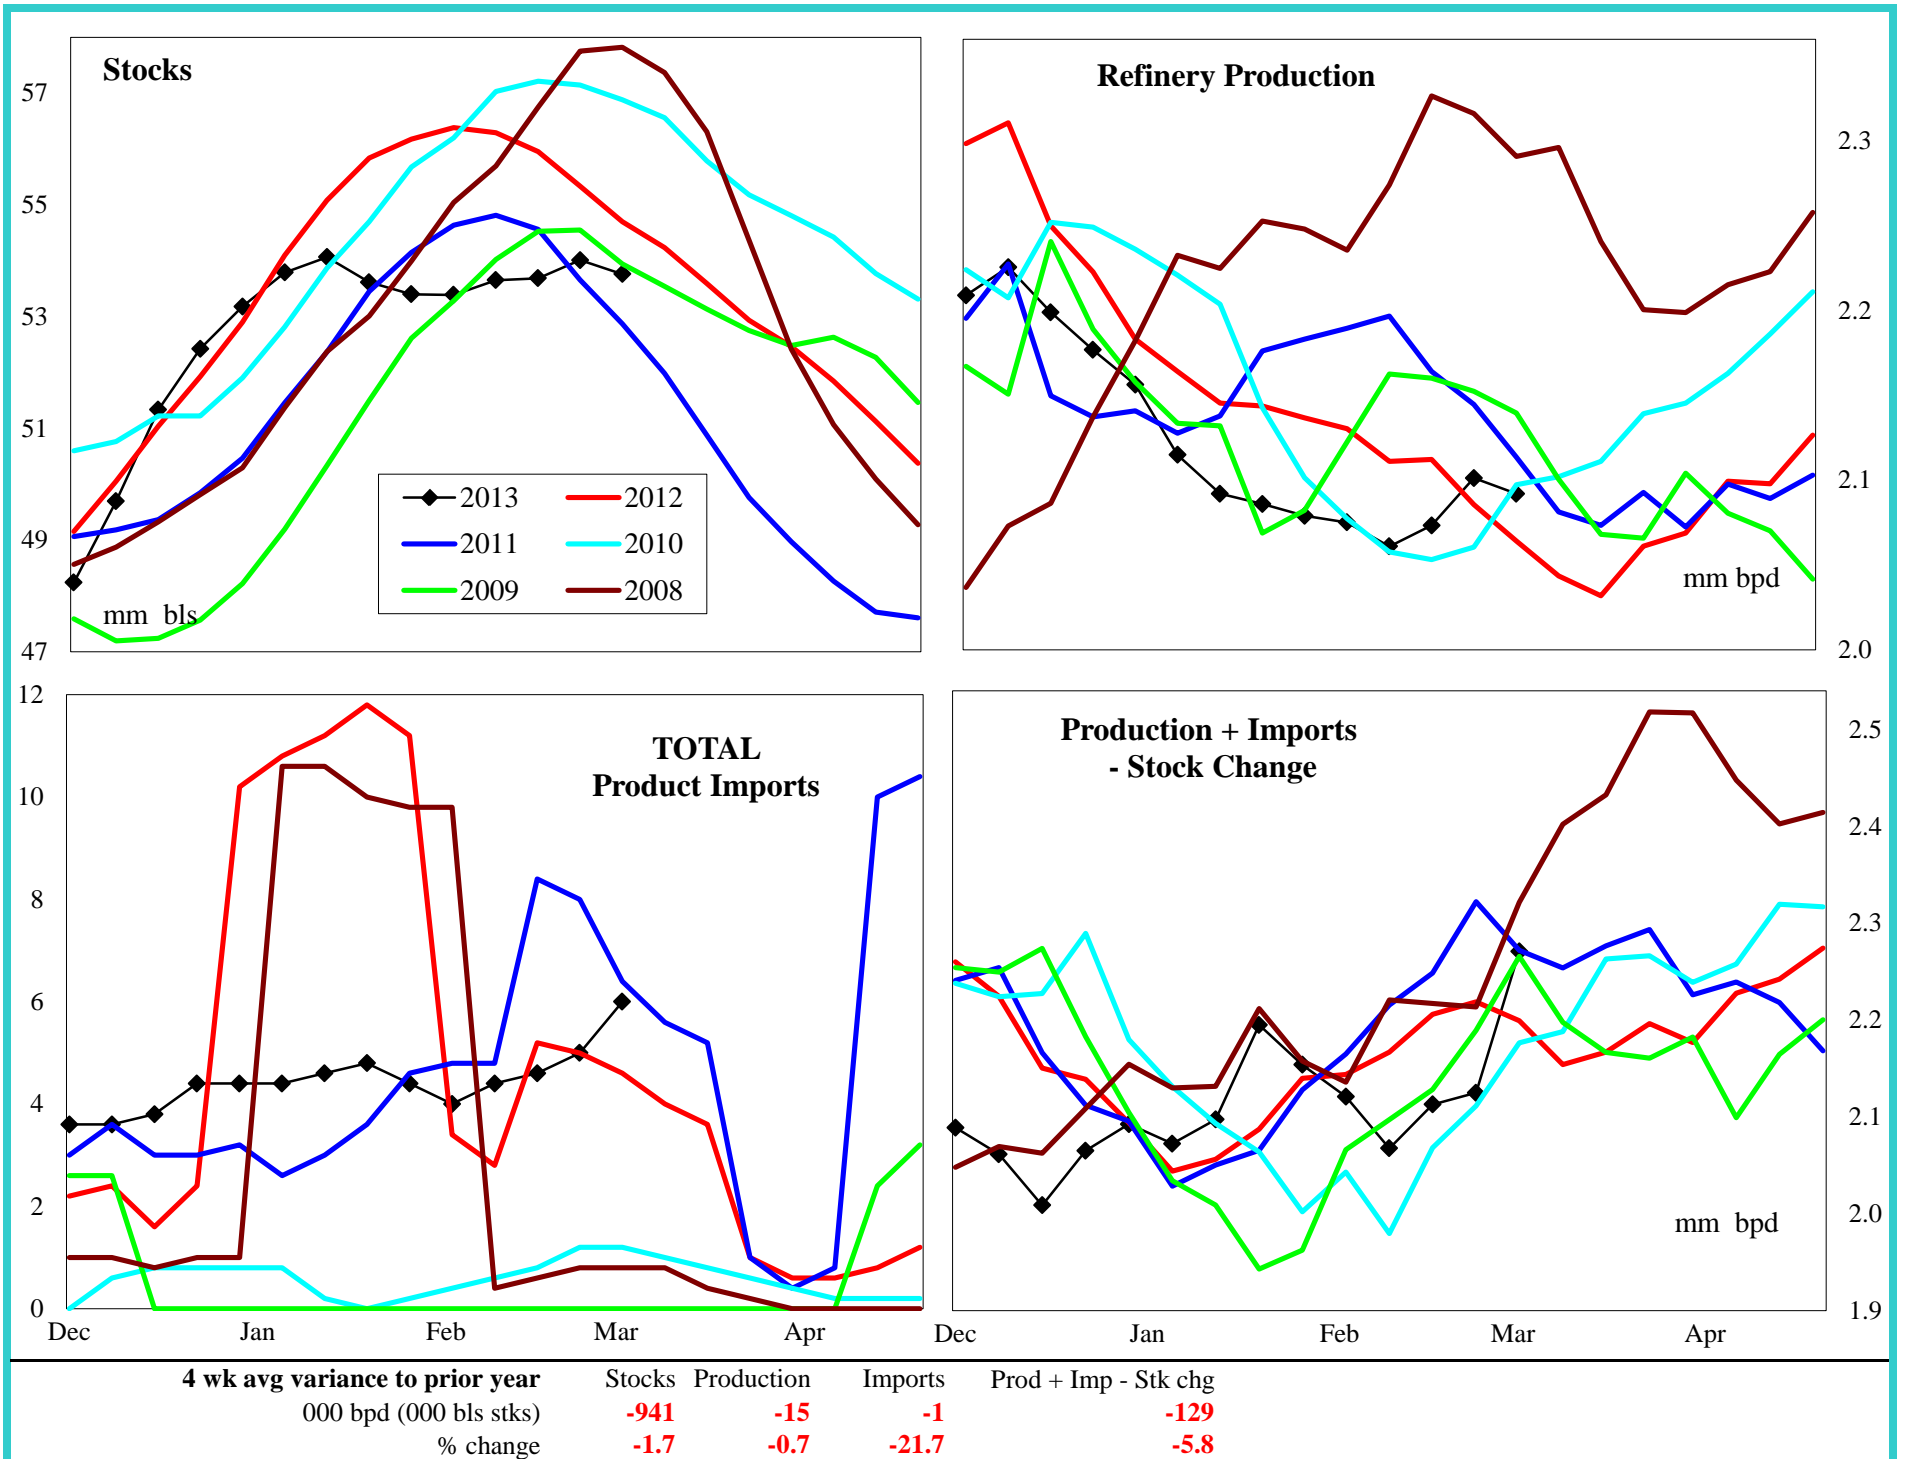 Stocks
57
55
53
51
49
47
2013
2012
2011
2010
2009
2008
mm bls
Refinery Production
2.3
2.2
2.1
2.0
mm bpd
TOTAL
Product Imports
12
10
8
6
4
2
0
Dec Jan Feb Mar Apr
Production + Imports
- Stock Change
2.5
2.4
2.3
2.2
2.1
2.0
1.9
mm bpd
Dec Jan Feb Mar Apr
4 wk avg variance to prior year Stocks Production Imports Prod + Imp - Stk chg
000 bpd (000 bls stks) -941 -15 -1 -129
% change -1.7 -0.7 -21.7 -5.8